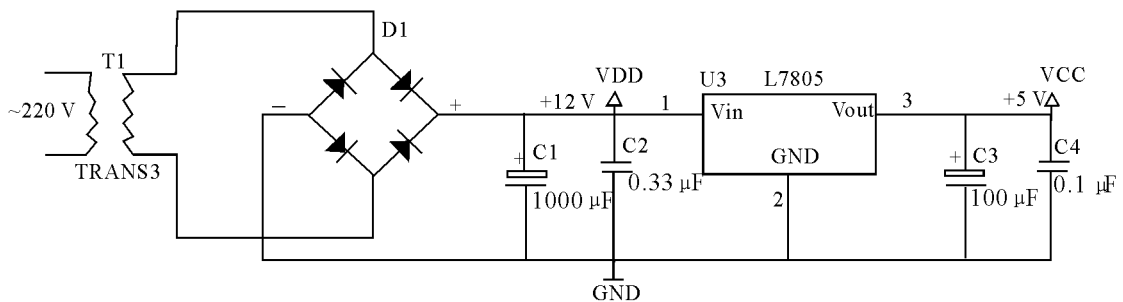 D1
T1
~220 V
TRANS3
−
+
+12 V
VDD
1
U3
L7805
Vin
Vout
GND
2
3
+5 V
VCC
+
C1
1000 μF
C2
0.33 μF
+
C3
100 μF
C4
0.1 μF
GND